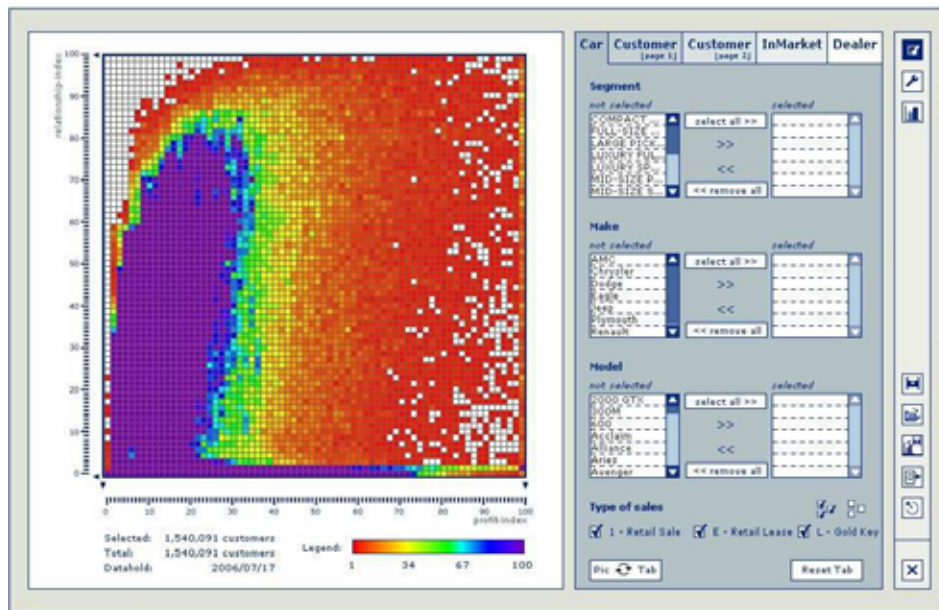 Car Customer Customer InMarket Dealer
[page 1] [page 2]
relationship-index
100
90
80
70
60
50
40
30
20
10
0
0 10 20 30 40 50 60 70 80 90 100
profit-index
Selected: 1,540,091 customers
Total: 1,540,091 customers
Datahold: 2006/07/17
Legend:
1 34 67 100
Segment
not selected selected
COMPACT ...
FULL-SIZE ...
LARGE PICK...
LUXURY FUL...
LUXURY SP...
MID-SIZE P...
MID-SIZE S...
select all >>
>>
<<
<< remove all
Make
not selected selected
AMC
Chrysler
Dodge
Eagle
Jeep
Plymouth
Renault
select all >>
>>
<<
<< remove all
Model
not selected selected
2000 GTX
300M
600
Acclaim
Alliance
Aries
Avenger
select all >>
>>
<<
<< remove all
Type of sales
1 - Retail Sale E - Retail Lease L - Gold Key
Pic Tab Reset Tab